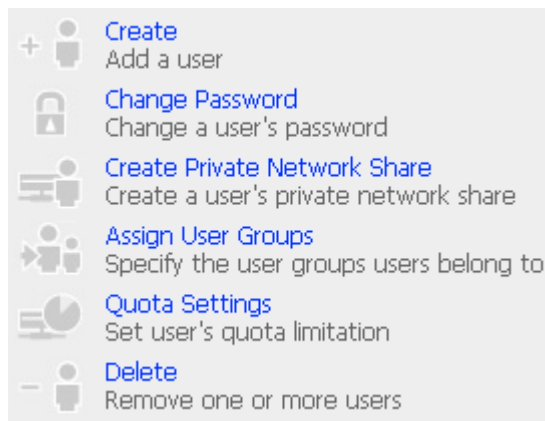 Create
Add a user
Change Password
Change a user's password
Create Private Network Share
Create a user's private network share
Assign User Groups
Specify the user groups users belong to
Quota Settings
Set user's quota limitation
Delete
Remove one or more users